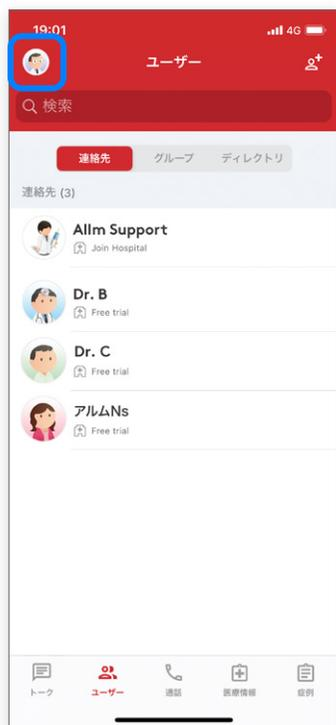 19:01
4G
ユーザー
検索
連絡先
グループ
ディレクトリ
連絡先 (3)
Allm Support
Join Hospital
Dr. B
Free trial
Dr. C
Free trial
アルムNs
Free trial
トーク
ユーザー
通話
医療情報
症例